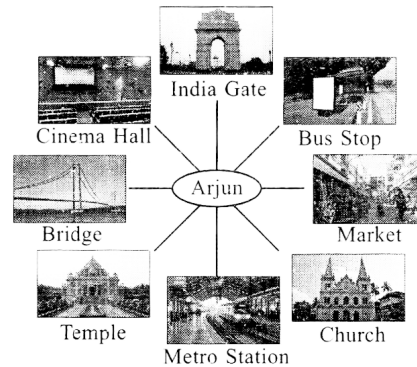 India Gate
Cinema Hall
Bus Stop
Arjun
Bridge
Market
Temple
Church
Metro Station